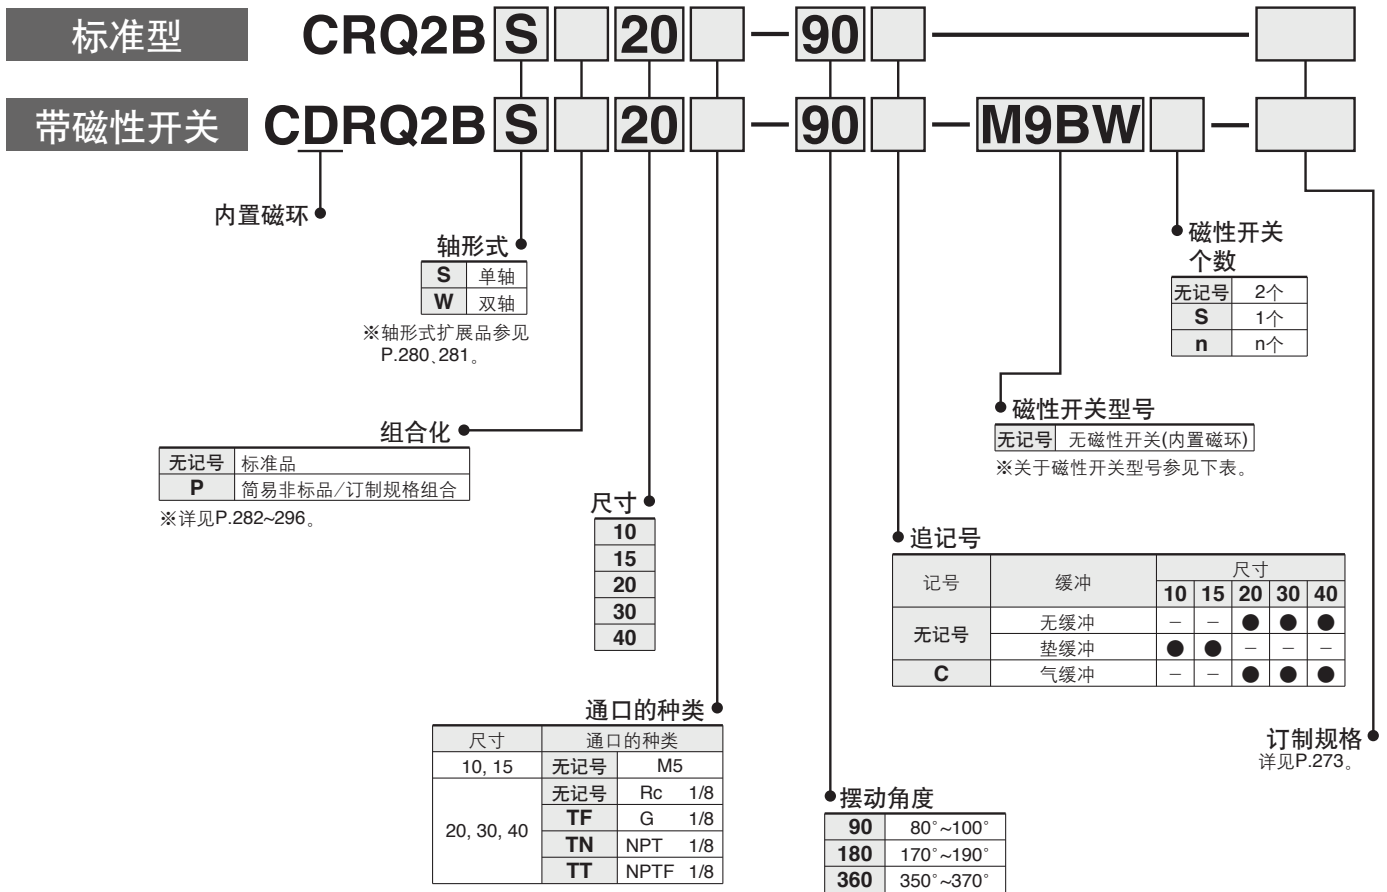 标准型 CRQ2B S 20 — 90 —
带磁性开关 CDRQ2B S 20 — 90 — M9BW —
内置磁环
轴形式
S 单轴
W 双轴
※轴形式扩展品参见
P.280、281。
磁性开关
个数
无记号 2个
S 1个
n n个
磁性开关型号
无记号 无磁性开关(内置磁环)
※关于磁性开关型号参见下表。
组合化
无记号 标准品
P 简易非标品/订制规格组合
※详见P.282~296。
尺寸
10
15
20
30
40
追记号
记号 缓冲 尺寸
10 15 20 30 40
无记号 无缓冲 − − ● ● ●
垫缓冲 ● ● − − −
C 气缓冲 − − ● ● ●
通口的种类
尺寸 通口的种类
10, 15 无记号 M5
20, 30, 40 无记号 Rc 1/8
TF G 1/8
TN NPT 1/8
TT NPTF 1/8
订制规格
详见P.273。
摆动角度
90 80°~100°
180 170°~190°
360 350°~370°